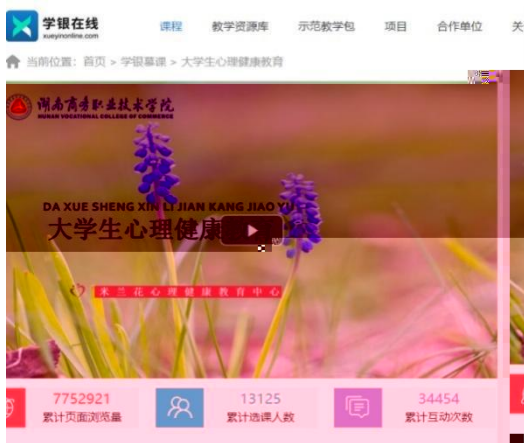 学银在线
xueyinonline.com
课程 教学资源库 示范教学包 项目 合作单位 关
当前位置: 首页 > 学银慕课 > 大学生心理健康教育
湖南商务职业技术学院
HUNAN VOCATIONAL COLLEGE OF COMMERCE
DA XUE SHENG XIN LI JIAN KANG JIAO YU
大学生心理健康
米兰花心理健康教育中心
7752921 13125 34454
累计页面浏览量 累计选课人数 累计互动次数